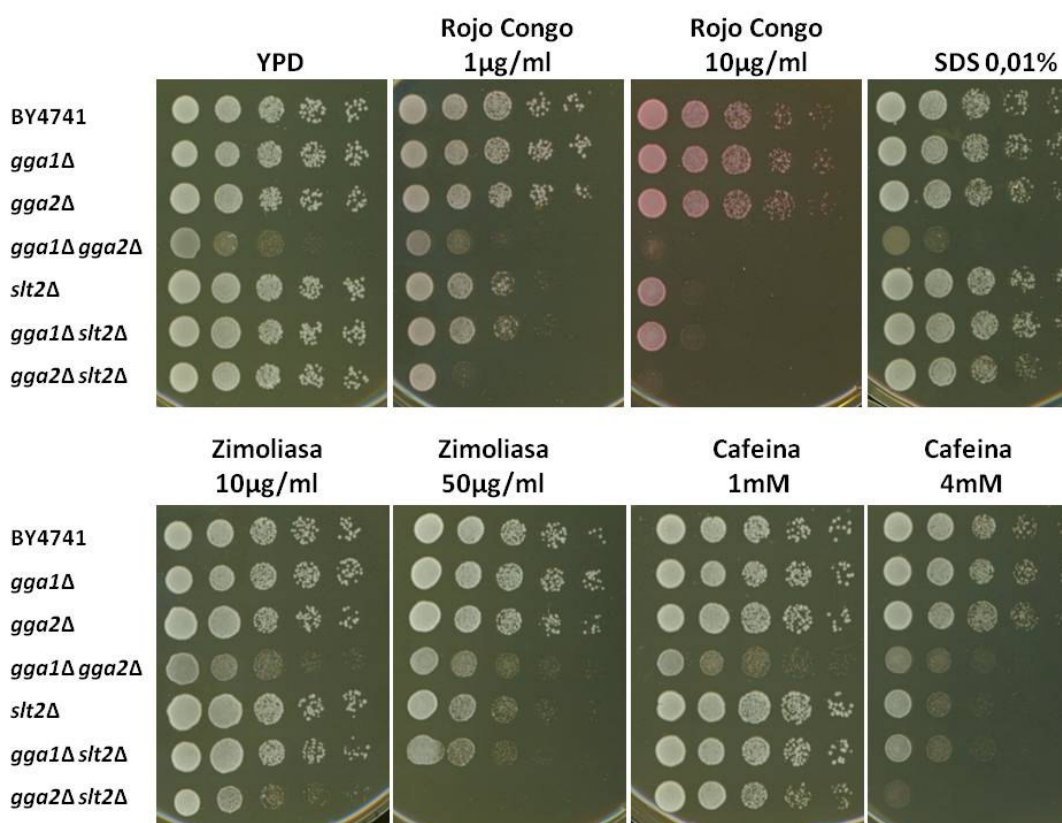 YPD
Rojo Congo
1µg/ml
Rojo Congo
10µg/ml
SDS 0,01%
BY4741
gga1Δ
gga2Δ
gga1Δ gga2Δ
slt2Δ
gga1Δ slt2Δ
gga2Δ slt2Δ
Zimoliasa
10µg/ml
Zimoliasa
50µg/ml
Cafeina
1mM
Cafeina
4mM
BY4741
gga1Δ
gga2Δ
gga1Δ gga2Δ
slt2Δ
gga1Δ slt2Δ
gga2Δ slt2Δ